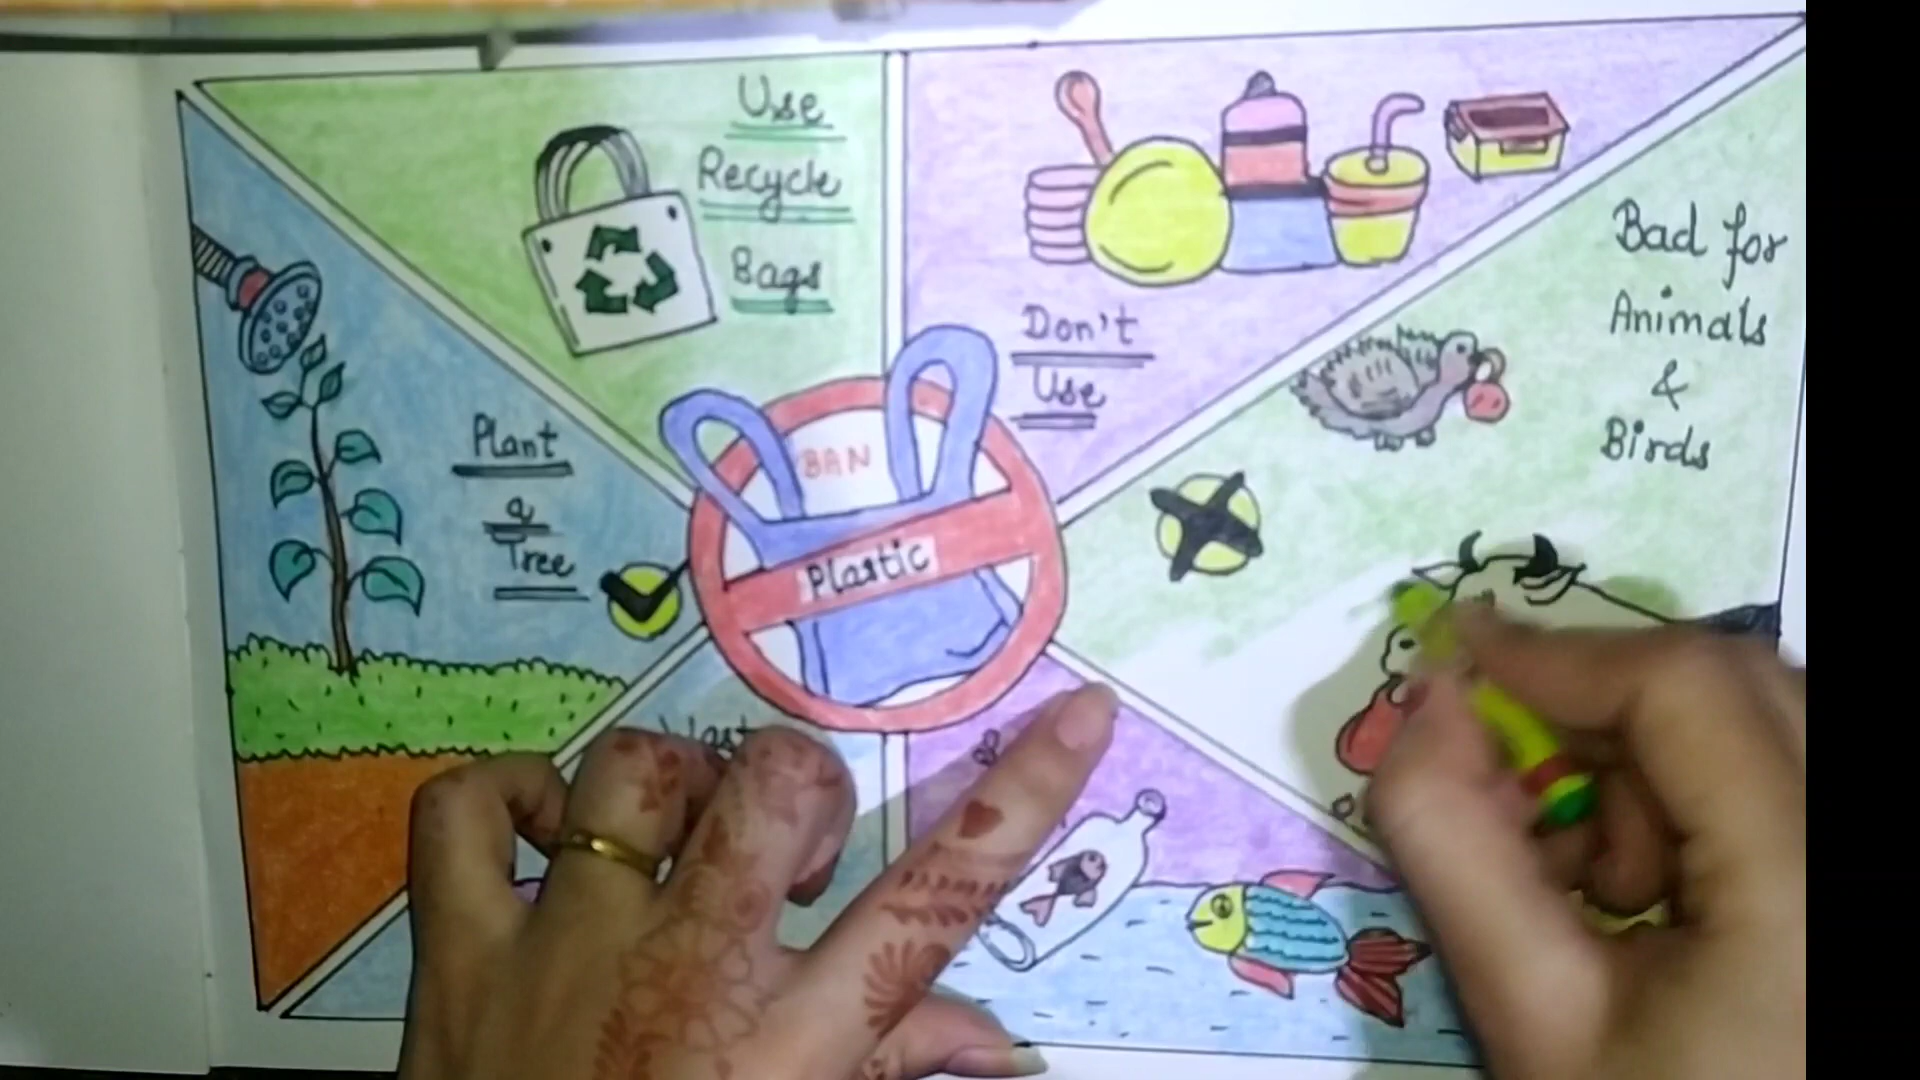 Use
Recycle
Bags
Don't
Use
Bad for
Animals
&
Birds
Plant
a
Tree
BAN
Plastic